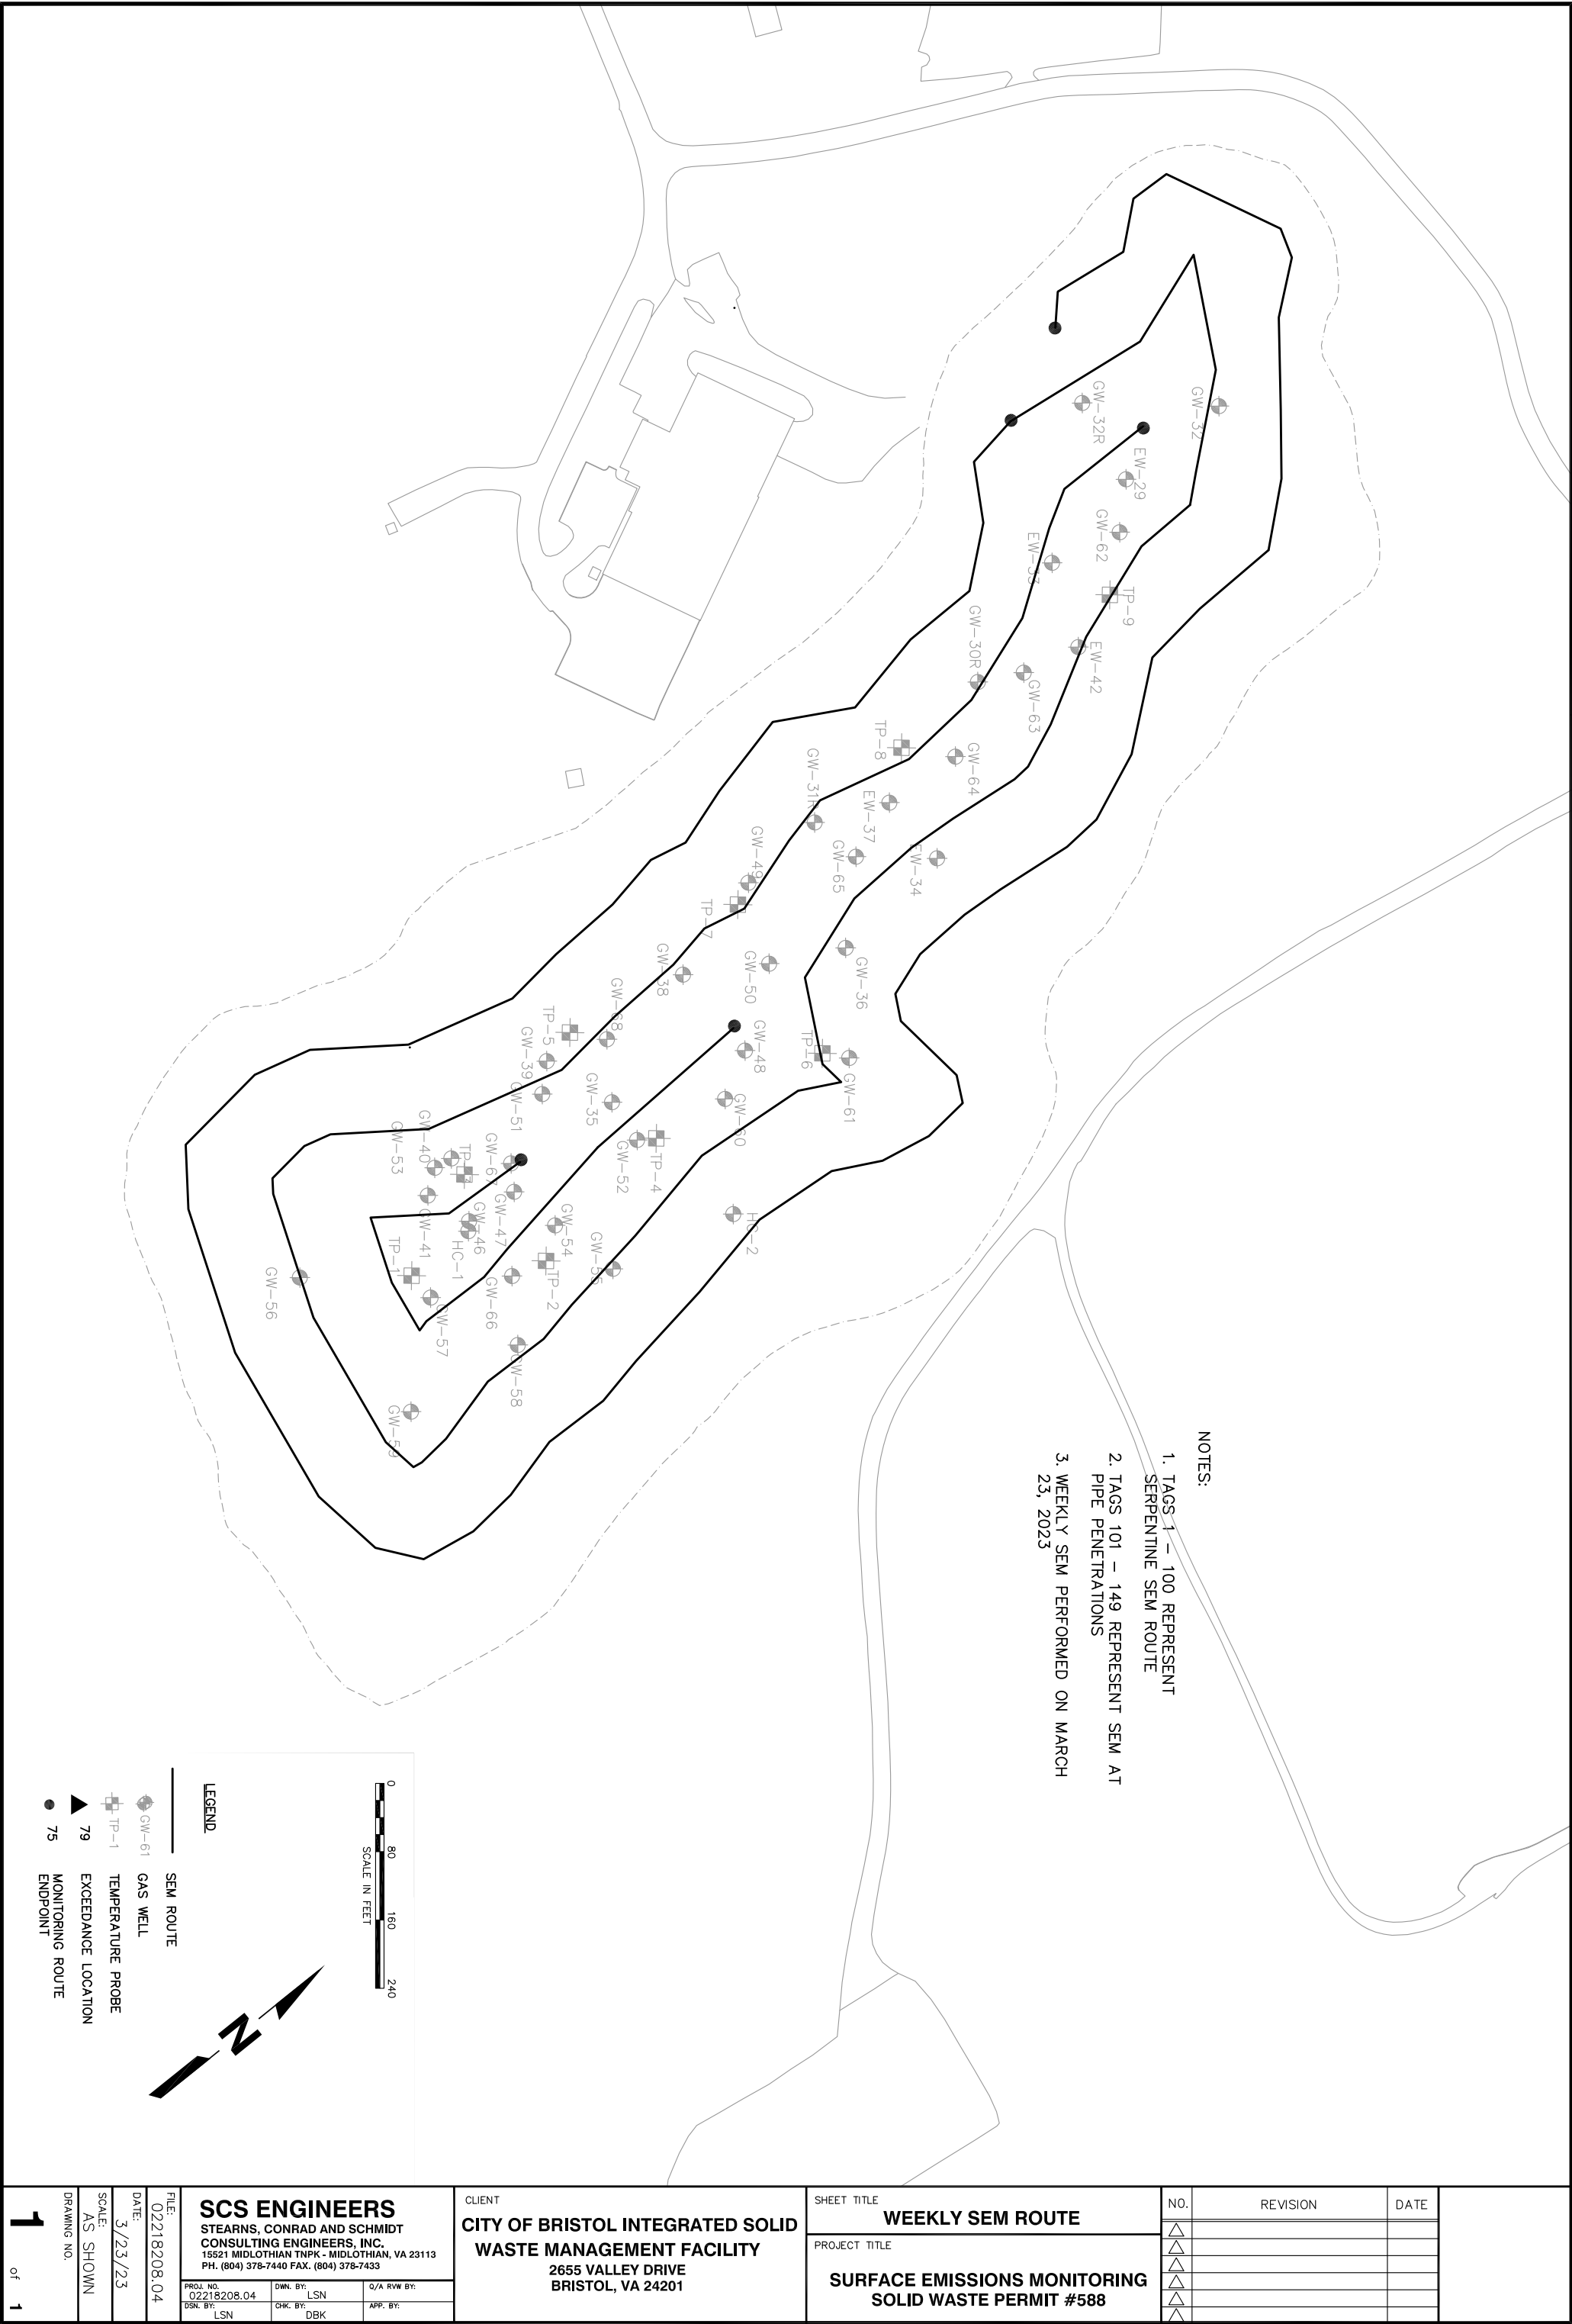 GW-32R
GW-32
EW-29
GW-62
EW-33
TP-9
GW-30R
EW-42
GW-63
TP-8
GW-64
GW-31R
EW-37
GW-49
GW-65
EW-34
TP-7
GW-38
GW-50
GW-36
GW-68
TP-5
GW-39
GW-48
TP-6
GW-61
GW-51
GW-35
GW-60
GW-40
GW-53
TP-3
GW-67
GW-52
TP-4
GW-47
GW-46
GW-41
HC-1
GW-54
HC-2
TP-1
GW-55
TP-2
GW-56
GW-66
GW-57
GW-58
GW-59
NOTES:
1. TAGS 1 - 100 REPRESENT
SERPENTINE SEM ROUTE
2. TAGS 101 - 149 REPRESENT SEM AT
PIPE PENETRATIONS
3. WEEKLY SEM PERFORMED ON MARCH
23, 2023
0 80 160 240
SCALE IN FEET
LEGEND
SEM ROUTE
GW-61 GAS WELL
TP-1 TEMPERATURE PROBE
79 EXCEEDANCE LOCATION
75 MONITORING ROUTE
ENDPOINT
N
FILE:
02218208.04
DATE:
3/23/23
SCALE:
AS SHOWN
DRAWING NO.
1 of 1
SCS ENGINEERS
STEARNS, CONRAD AND SCHMIDT
CONSULTING ENGINEERS, INC.
15521 MIDLOTHIAN TNPK - MIDLOTHIAN, VA 23113
PH. (804) 378-7440 FAX. (804) 378-7433
PROJ. NO.
02218208.04
DWN. BY:
LSN
Q/A RVW BY:
DSN. BY:
LSN
CHK. BY:
DBK
APP. BY:
CLIENT
CITY OF BRISTOL INTEGRATED SOLID
WASTE MANAGEMENT FACILITY
2655 VALLEY DRIVE
BRISTOL, VA 24201
SHEET TITLE
WEEKLY SEM ROUTE
PROJECT TITLE
SURFACE EMISSIONS MONITORING
SOLID WASTE PERMIT #588
NO. REVISION DATE